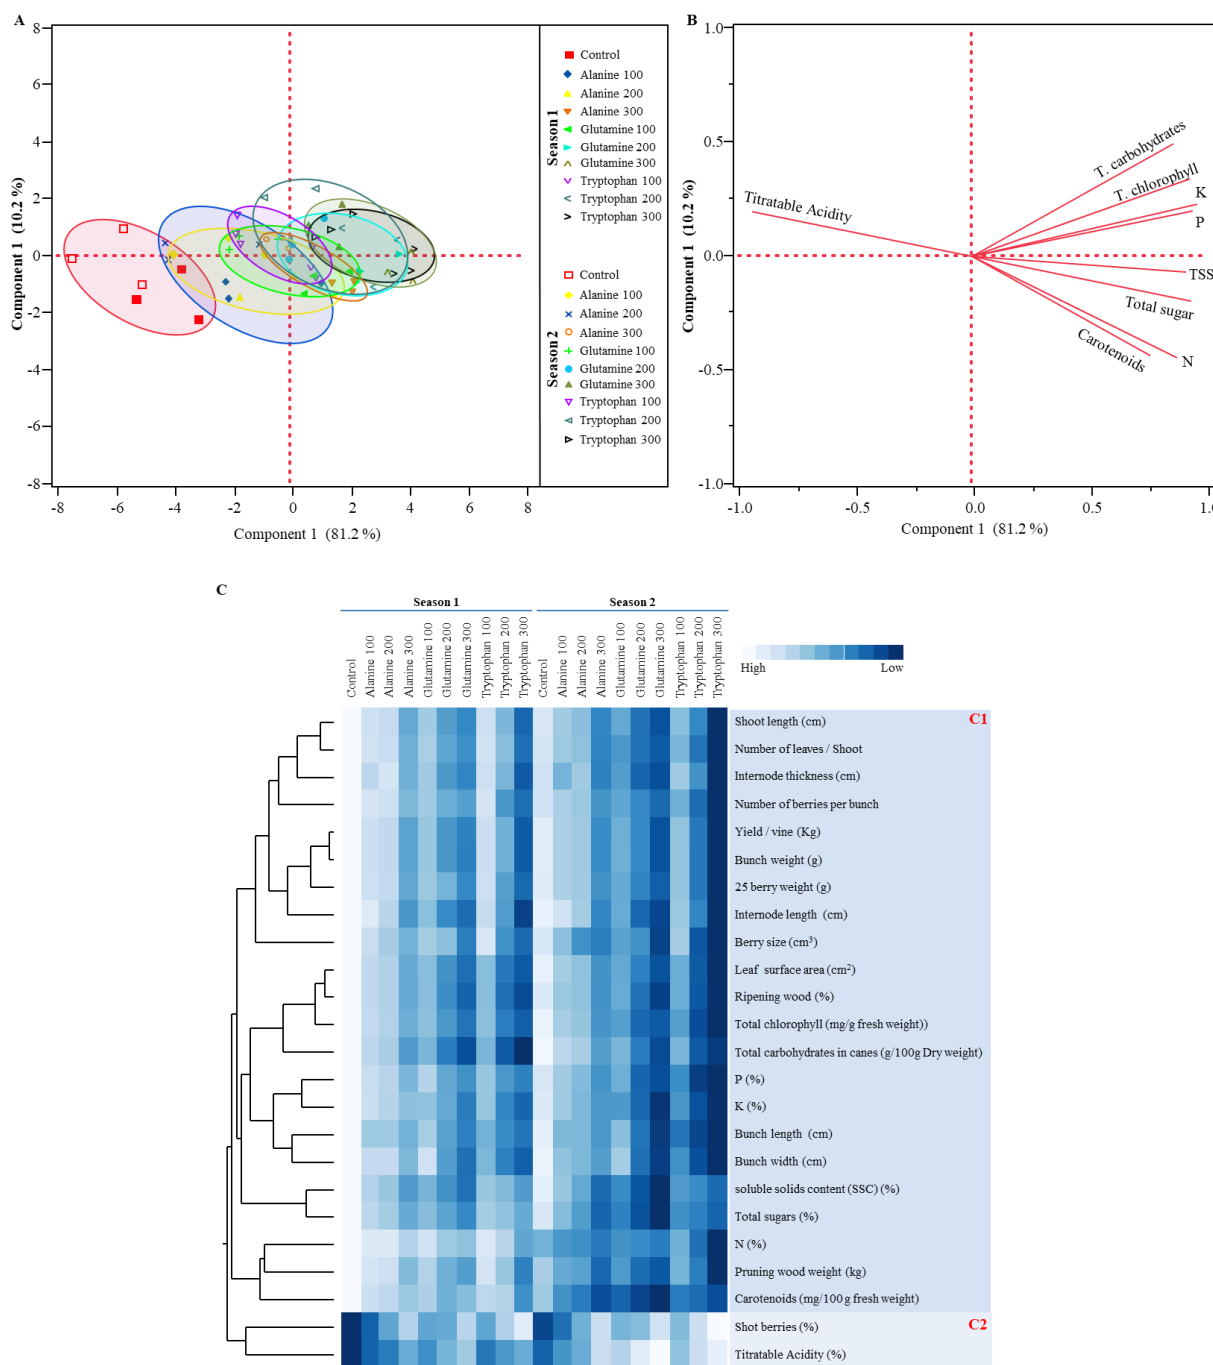 A
8
6
4
2
0
-2
-4
-6
-8
-8
-6
-4
-2
0
2
4
6
8
Component 1 (10.2 %)
Component 1 (81.2 %)
Season 1
Control
Alanine 100
Alanine 200
Alanine 300
Glutamine 100
Glutamine 200
Glutamine 300
Tryptophan 100
Tryptophan 200
Tryptophan 300
Season 2
Control
Alanine 100
Alanine 200
Alanine 300
Glutamine 100
Glutamine 200
Glutamine 300
Tryptophan 100
Tryptophan 200
Tryptophan 300
B
1.0
0.5
0.0
-0.5
-1.0
-1.0
-0.5
0.0
0.5
1.0
Component 1 (10.2 %)
Component 1 (81.2 %)
Titratable Acidity
T. carbohydrates
T. chlorophyll
K
P
TSS
Total sugar
Carotenoids
N
C
Season 1
Season 2
Control
Alanine 100
Alanine 200
Alanine 300
Glutamine 100
Glutamine 200
Glutamine 300
Tryptophan 100
Tryptophan 200
Tryptophan 300
Control
Alanine 100
Alanine 200
Alanine 300
Glutamine 100
Glutamine 200
Glutamine 300
Tryptophan 100
Tryptophan 200
Tryptophan 300
High
Low
Shoot length (cm)
C1
Number of leaves / Shoot
Internode thickness (cm)
Number of berries per bunch
Yield / vine (Kg)
Bunch weight (g)
25 berry weight (g)
Internode length (cm)
Berry size (cm³)
Leaf surface area (cm²)
Ripening wood (%)
Total chlorophyll (mg/g fresh weight))
Total carbohydrates in canes (g/100g Dry weight)
P (%)
K (%)
Bunch length (cm)
Bunch width (cm)
soluble solids content (SSC) (%)
Total sugars (%)
N (%)
Pruning wood weight (kg)
Carotenoids (mg/100 g fresh weight)
Shot berries (%)
C2
Titratable Acidity (%)